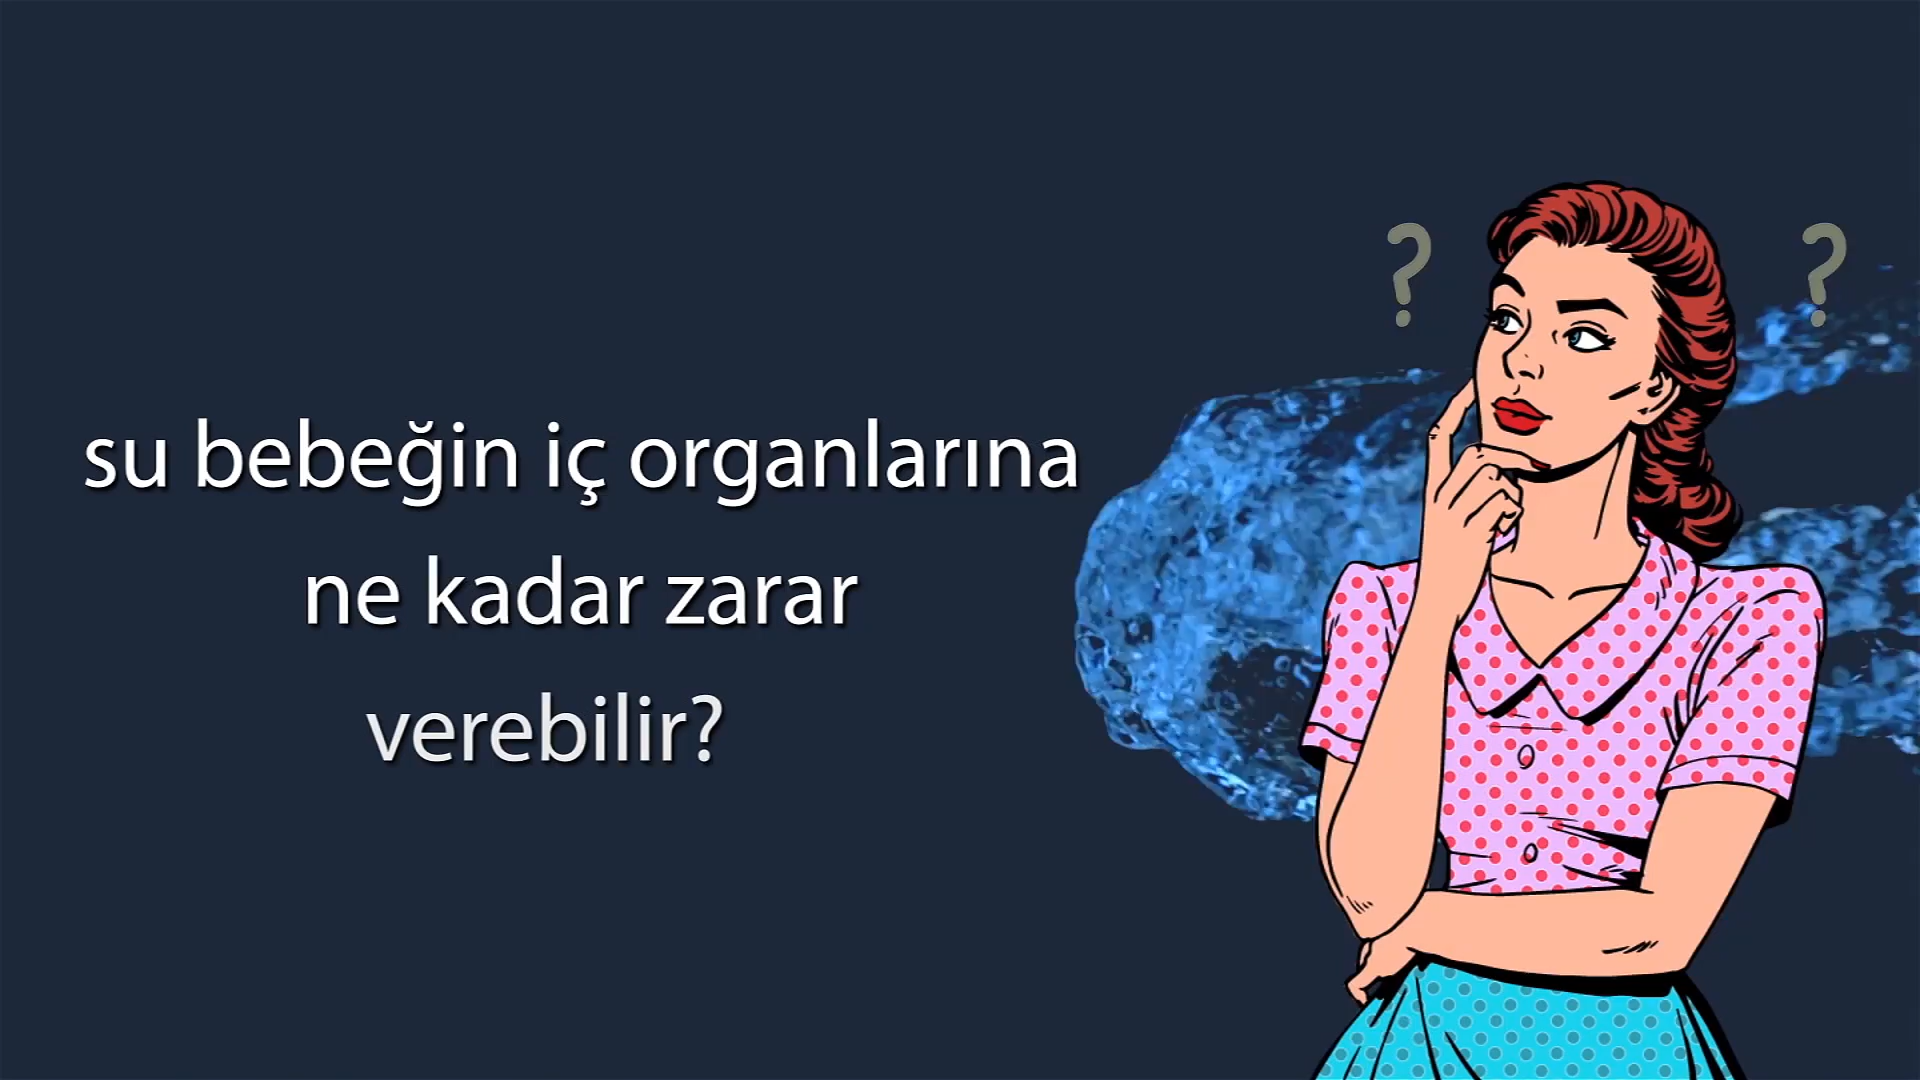 su bebeğin iç organlarına
ne kadar zarar
verebilir?
? ?